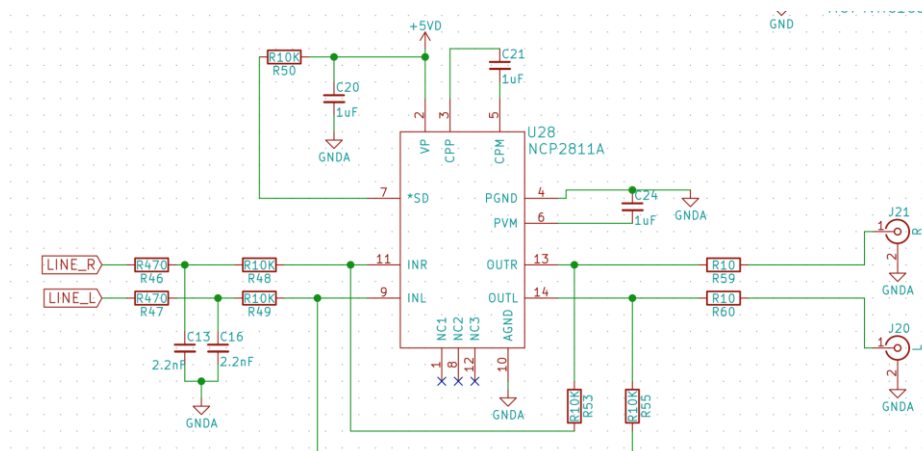 +5VD
GND
R10K
R50
C21
1uF
C20
1uF
2
3
5
GNDA
VP
CPP
CPM
U28
NCP2811A
7
*SD
PGND
4
C24
1uF
GNDA
PVM
6
J21
1
R
2
GNDA
LINE_R
R470
R46
R10K
R48
11
INR
OUTR
13
R10
R59
LINE_L
R470
R47
R10K
R49
9
INL
OUTL
14
R10
R60
C13
2.2nF
C16
2.2nF
NC1
NC2
NC3
AGND
J20
1
L
2
GNDA
1
8
12
10
GNDA
GNDA
R10K
R53
R10K
R55